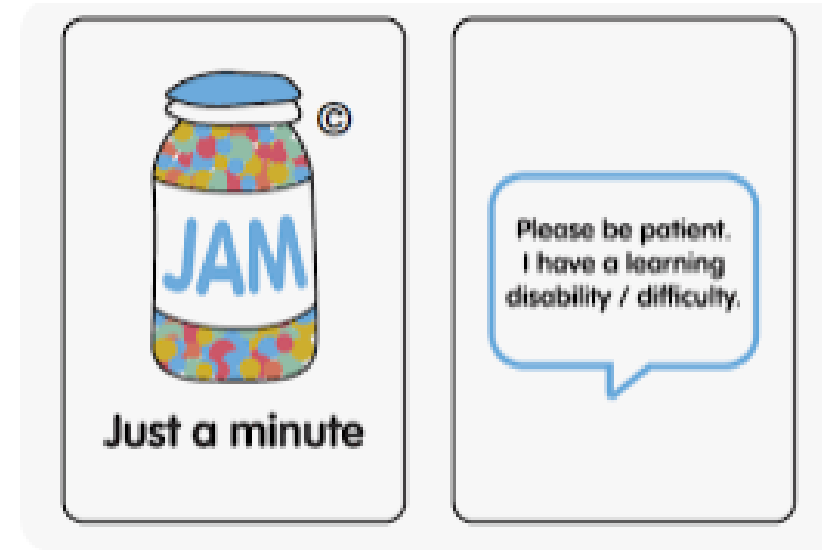 ©
JAM
Just a minute
Please be patient.
I have a learning
disability / difficulty.